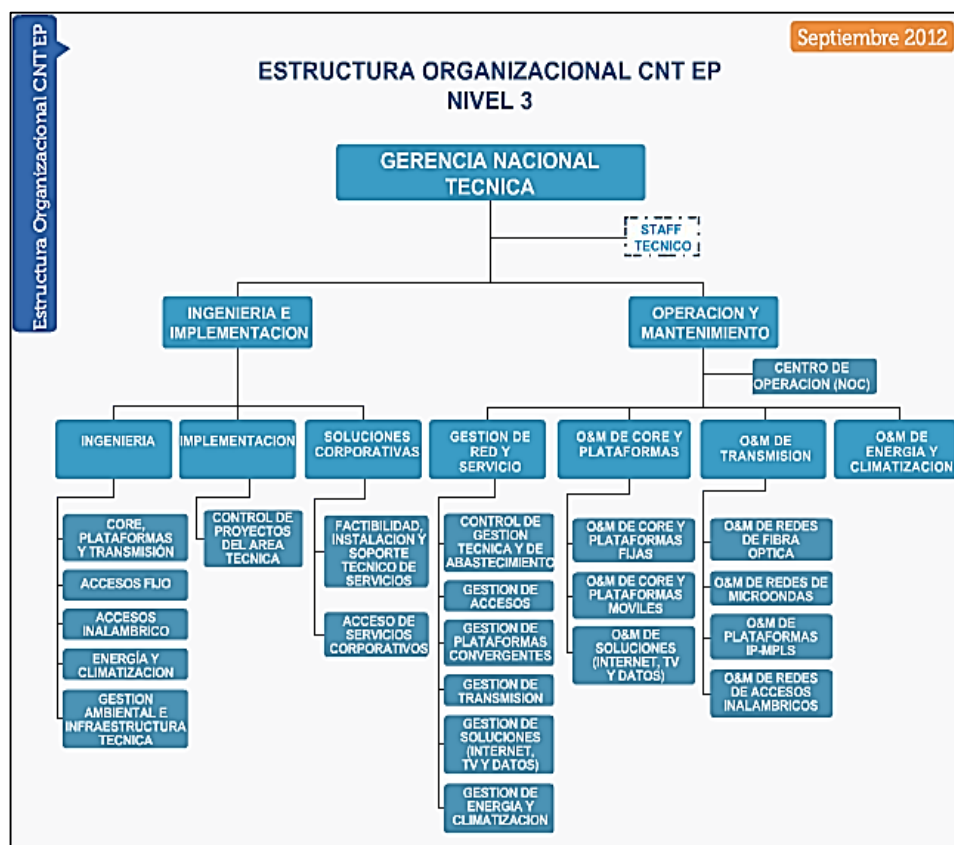 Estructura Organizacional CNT EP
Septiembre 2012
ESTRUCTURA ORGANIZACIONAL CNT EP
NIVEL 3
GERENCIA NACIONAL
TECNICA
STAFF
TECNICO
INGENIERIA E
IMPLEMENTACION
OPERACION Y
MANTENIMIENTO
CENTRO DE
OPERACION (NOC)
INGENIERIA
IMPLEMENTACION
SOLUCIONES
CORPORATIVAS
GESTION DE
RED Y
SERVICIO
O&M DE CORE Y
PLATAFORMAS
O&M DE
TRANSMISION
O&M DE
ENERGIA Y
CLIMATIZACION
CORE,
PLATAFORMAS
Y TRANSMISIÓN
ACCESOS FIJO
ACCESOS
INALAMBRICO
ENERGÍA Y
CLIMATIZACION
GESTION
AMBIENTAL E
INFRAESTRUCTURA
TECNICA
CONTROL DE
PROYECTOS
DEL AREA
TECNICA
FACTIBILIDAD,
INSTALACION Y
SOPORTE
TÉCNICO DE
SERVICIOS
ACCESO DE
SERVICIOS
CORPORATIVOS
CONTROL DE
GESTION
TECNICA Y DE
ABASTECIMIENTO
GESTION DE
ACCESOS
GESTION DE
PLATAFORMAS
CONVERGENTES
GESTION DE
TRANSMISION
GESTION DE
SOLUCIONES
(INTERNET,
TV Y DATOS)
GESTION DE
ENERGIA Y
CLIMATIZACION
O&M DE CORE Y
PLATAFORMAS
FIJAS
O&M DE CORE Y
PLATAFORMAS
MOVILES
O&M DE
SOLUCIONES
(INTERNET, TV
Y DATOS)
O&M DE REDES
DE FIBRA
OPTICA
O&M DE REDES DE
MICROONDAS
O&M DE
PLATAFORMAS
IP-MPLS
O&M DE REDES
DE ACCESOS
INALAMBRICOS